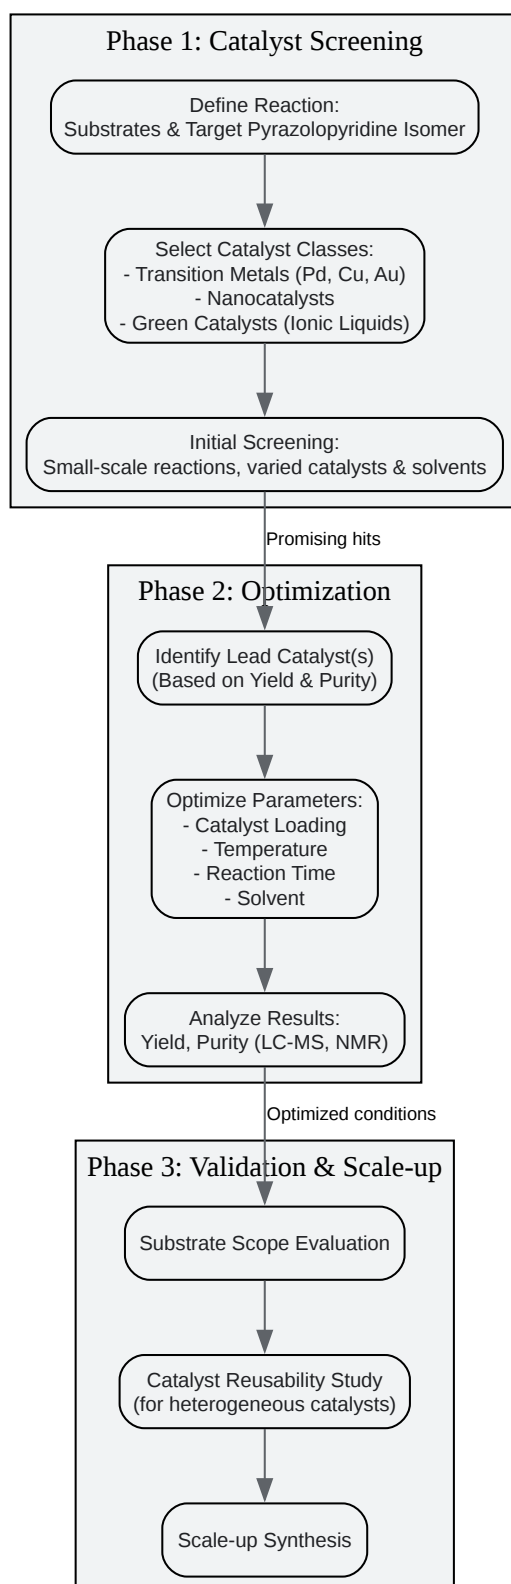 Phase 1: Catalyst Screening
Define Reaction:
Substrates & Target Pyrazolopyridine Isomer
Select Catalyst Classes:
- Transition Metals (Pd, Cu, Au)
- Nanocatalysts
- Green Catalysts (Ionic Liquids)
Initial Screening:
Small-scale reactions, varied catalysts & solvents
Promising hits
Phase 2: Optimization
Identify Lead Catalyst(s)
(Based on Yield & Purity)
Optimize Parameters:
- Catalyst Loading
- Temperature
- Reaction Time
- Solvent
Analyze Results:
Yield, Purity (LC-MS, NMR)
Optimized conditions
Phase 3: Validation & Scale-up
Substrate Scope Evaluation
Catalyst Reusability Study
(for heterogeneous catalysts)
Scale-up Synthesis